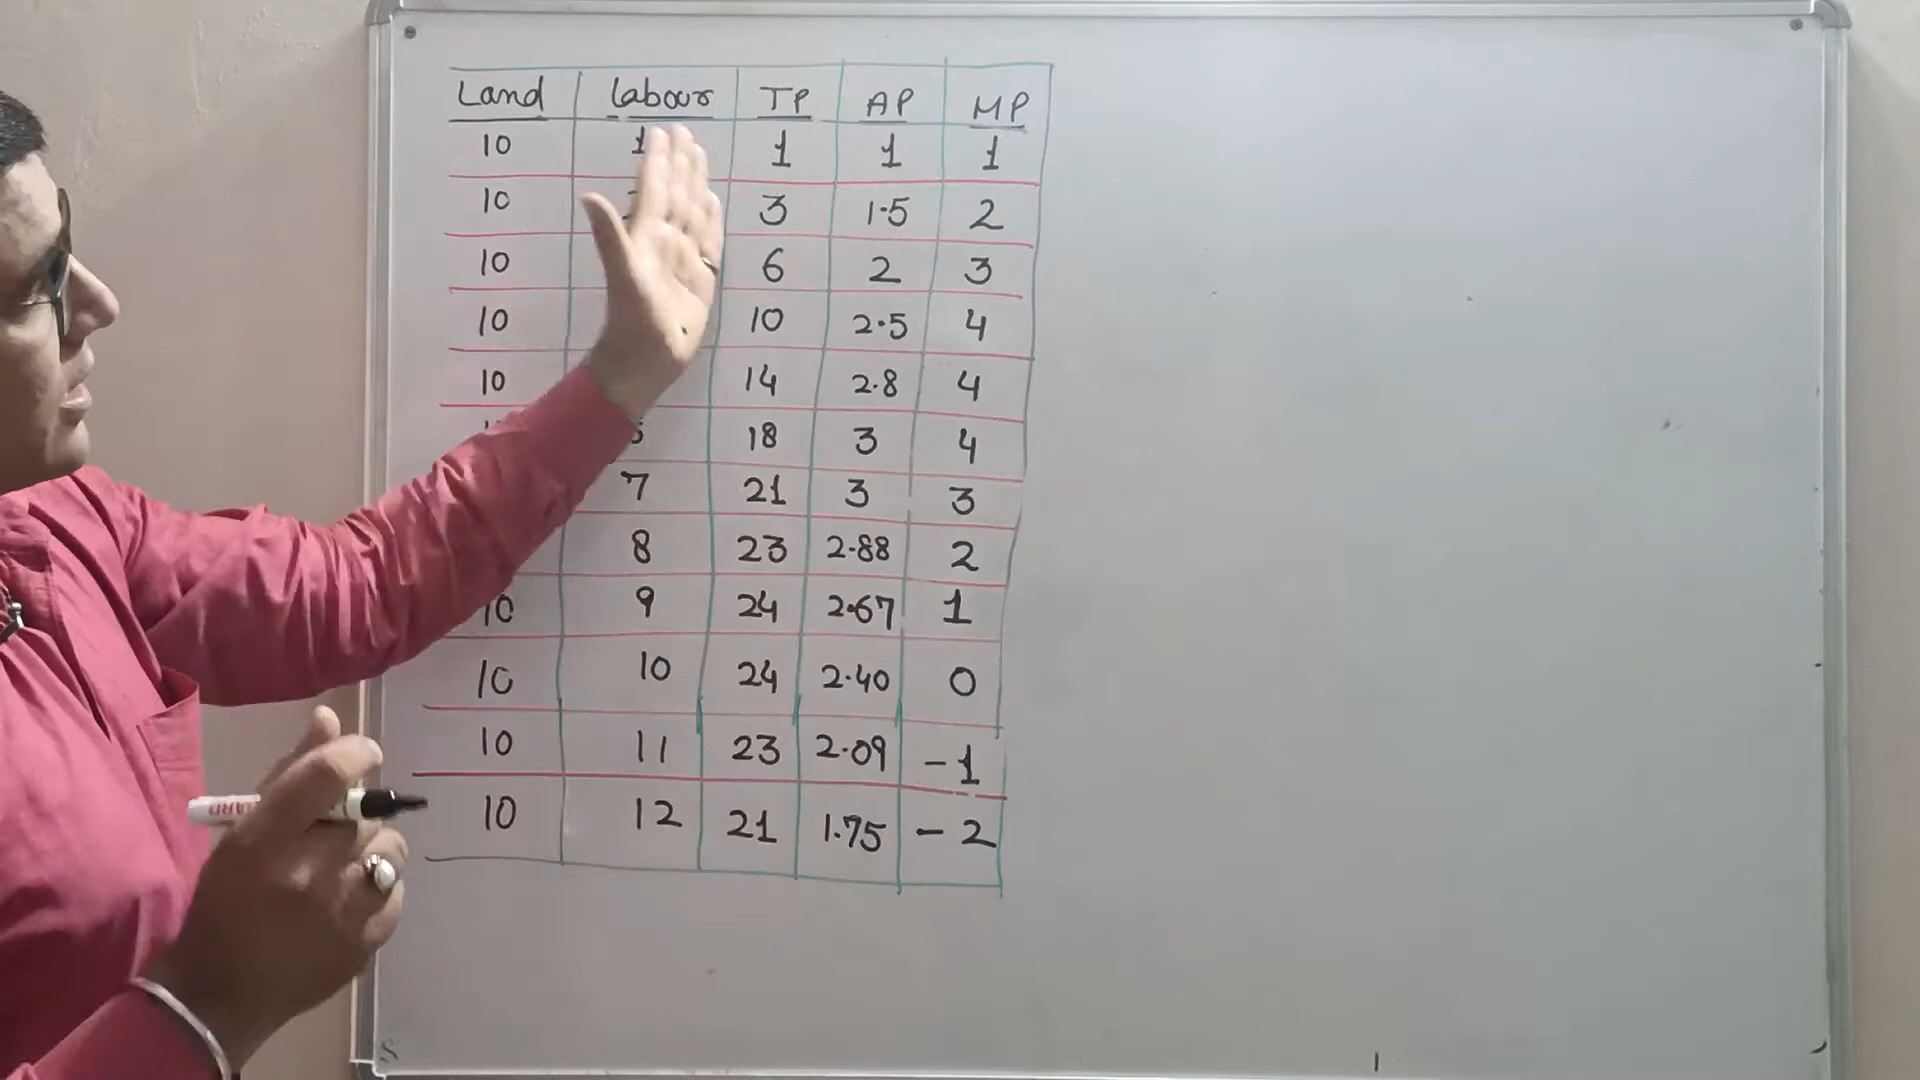 Land Labour TP AP MP
10 1 1 1 1
10 3 1.5 2
10 6 2 3
10 10 2.5 4
10 14 2.8 4
18 3 4
7 21 3 3
8 23 2.88 2
10 9 24 2.67 1
10 10 24 2.40 0
10 11 23 2.09 -1
10 12 21 1.75 -2